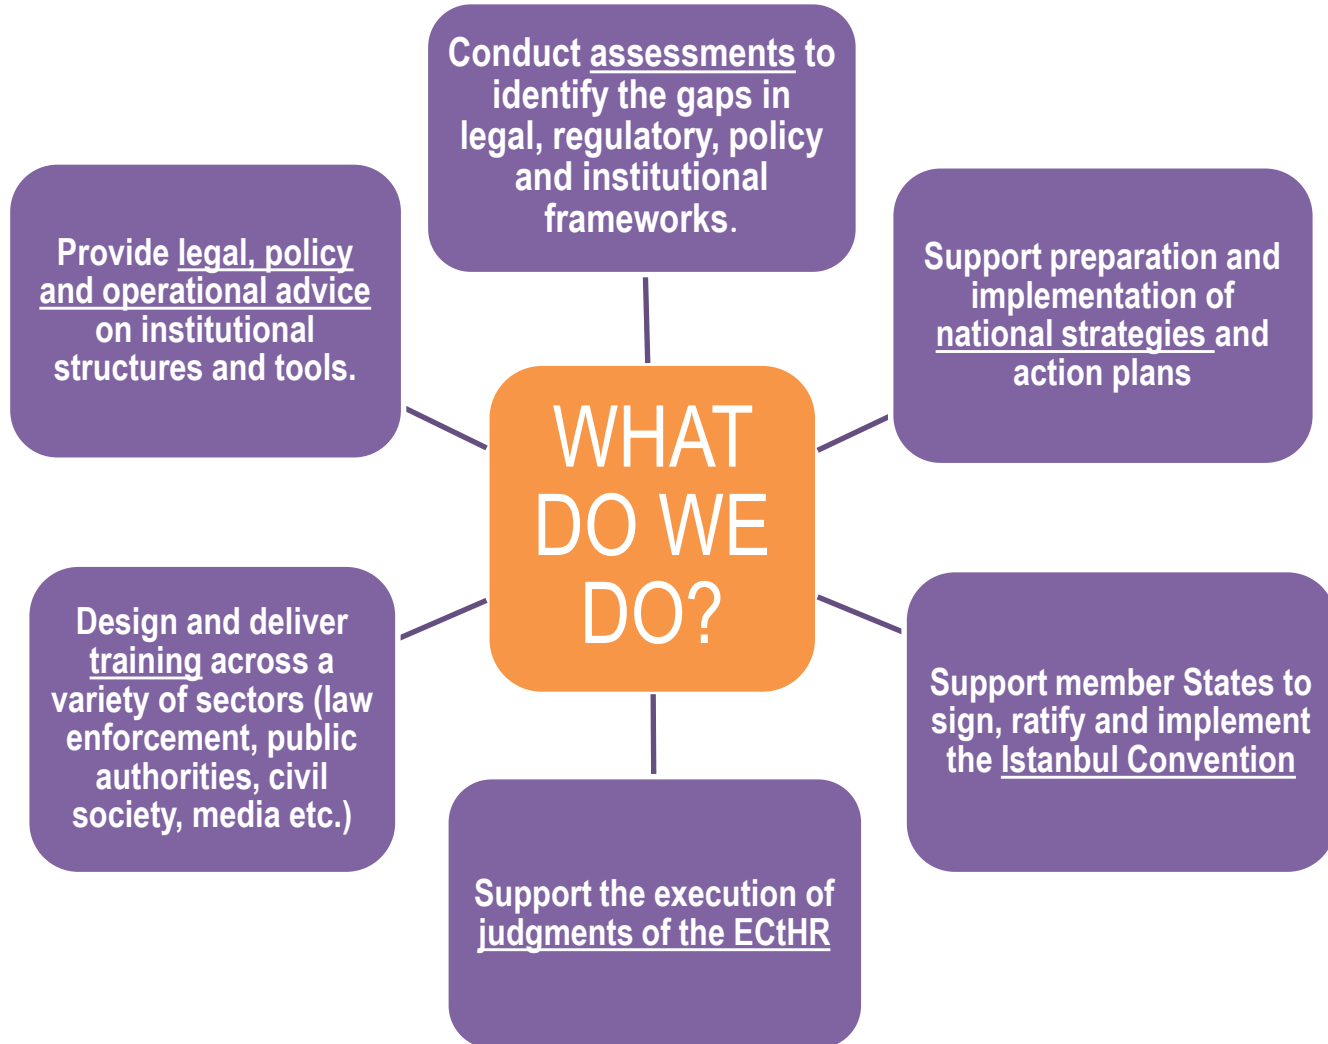 Conduct assessments to
identify the gaps in
legal, regulatory, policy
and institutional
frameworks.
Provide legal, policy
and operational advice
on institutional
structures and tools.
Support preparation and
implementation of
national strategies and
action plans
WHAT
DO WE
DO?
Design and deliver
training across a
variety of sectors (law
enforcement, public
authorities, civil
society, media etc.)
Support member States to
sign, ratify and implement
the Istanbul Convention
Support the execution of
judgments of the ECtHR